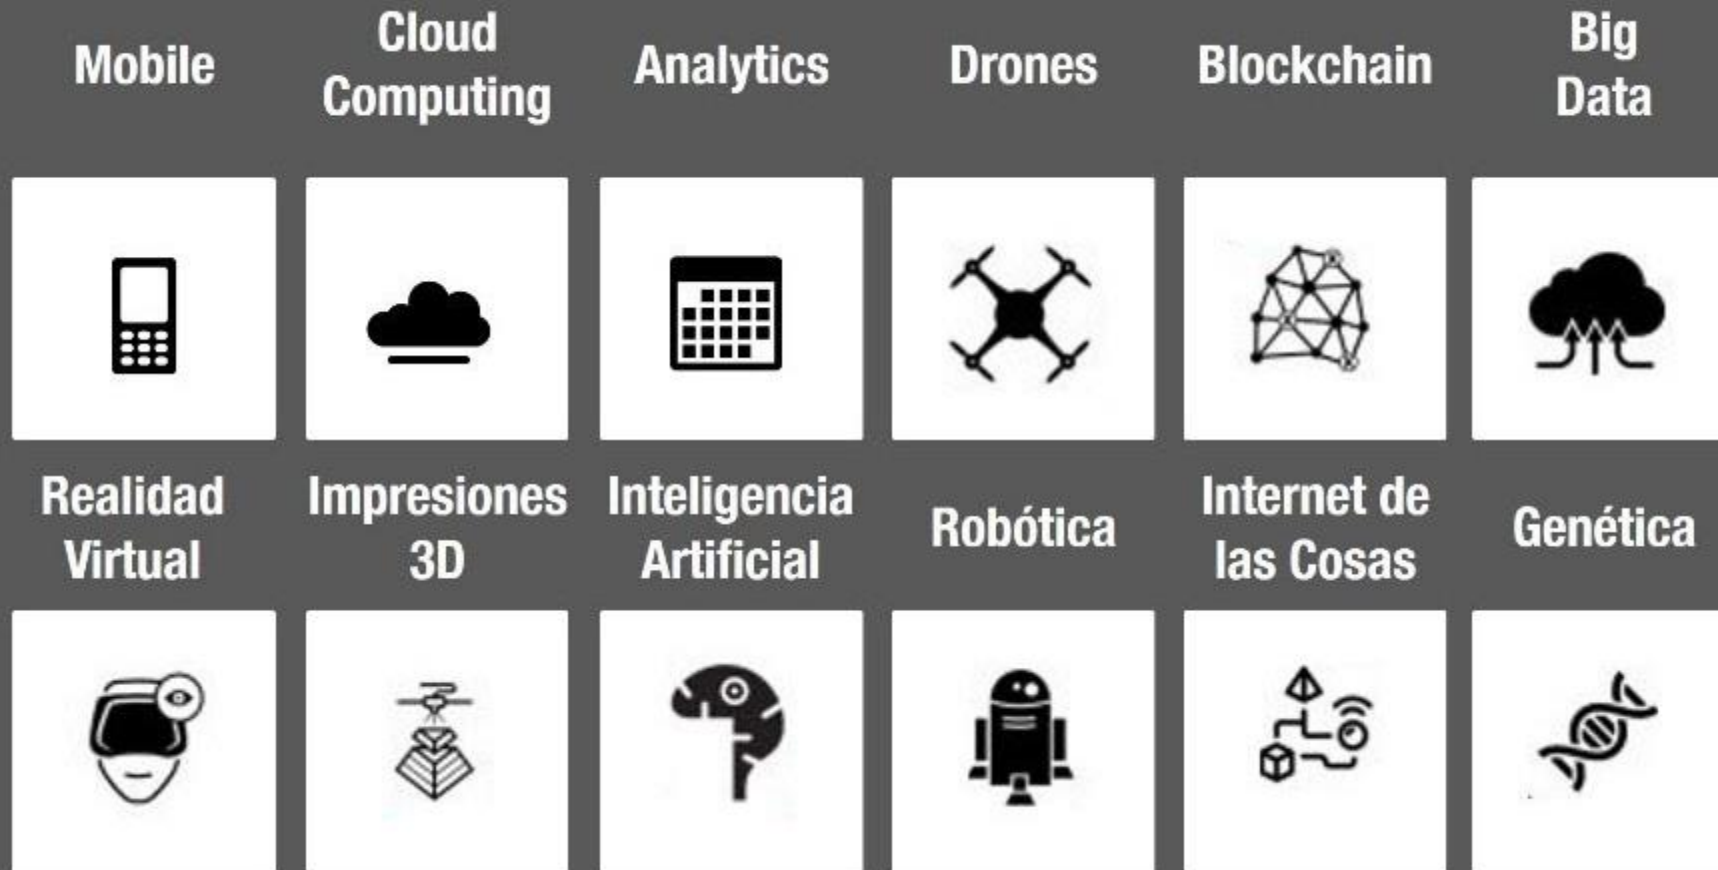 Mobile
Cloud
Computing
Analytics
Drones
Blockchain
Big
Data
Realidad
Virtual
Impresiones
3D
Inteligencia
Artificial
Robótica
Internet de
las Cosas
Genética